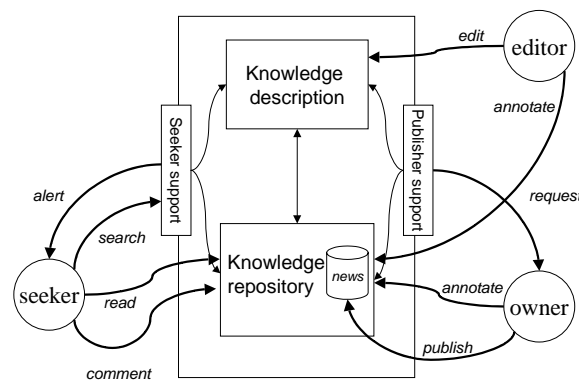 edit
editor
Knowledge
description
annotate
Seeker support
Publisher support
alert
request
search
Knowledge
repository
news
seeker
read
annotate
owner
publish
comment